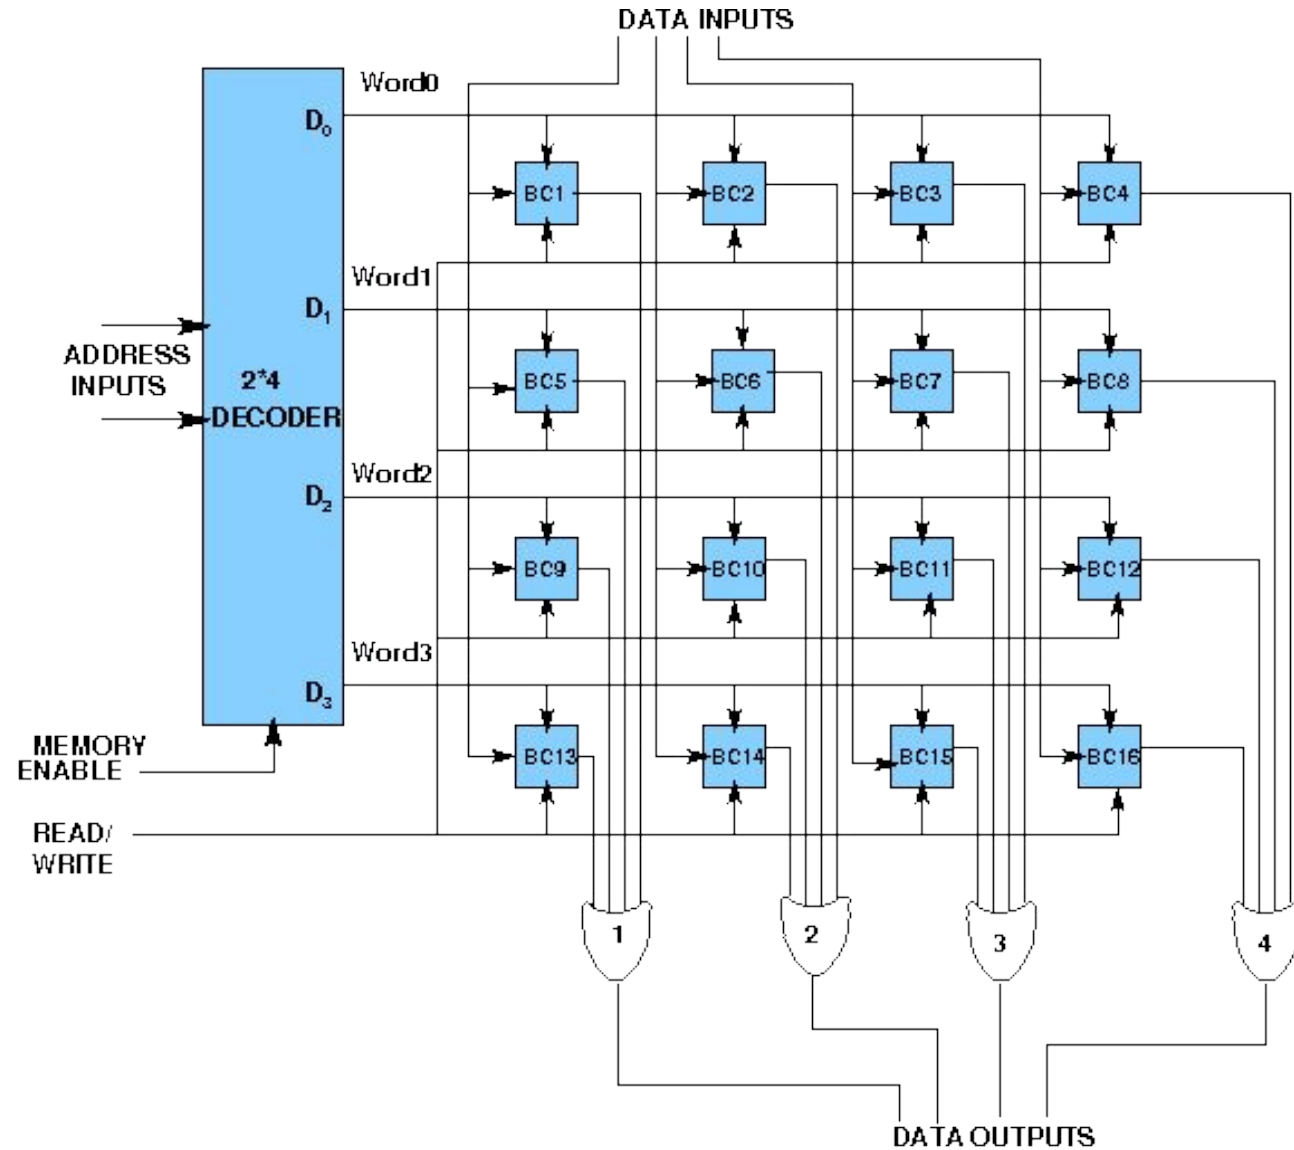 DATA INPUTS
Word0
D0
BC1
BC2
BC3
BC4
Word1
D1
ADDRESS
INPUTS
2*4
DECODER
BC5
BC6
BC7
BC8
Word2
D2
BC9
BC10
BC11
BC12
Word3
D3
MEMORY
ENABLE
BC13
BC14
BC15
BC16
READ/
WRITE
1
2
3
4
DATA OUTPUTS